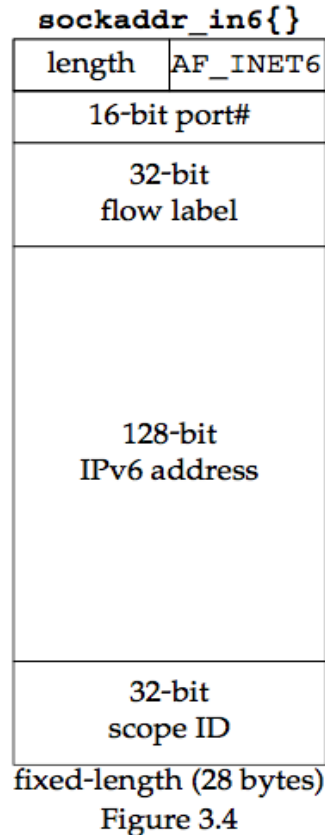 sockaddr_in6{}
length AF_INET6
16-bit port#
32-bit
flow label
128-bit
IPv6 address
32-bit
scope ID
fixed-length (28 bytes)
Figure 3.4